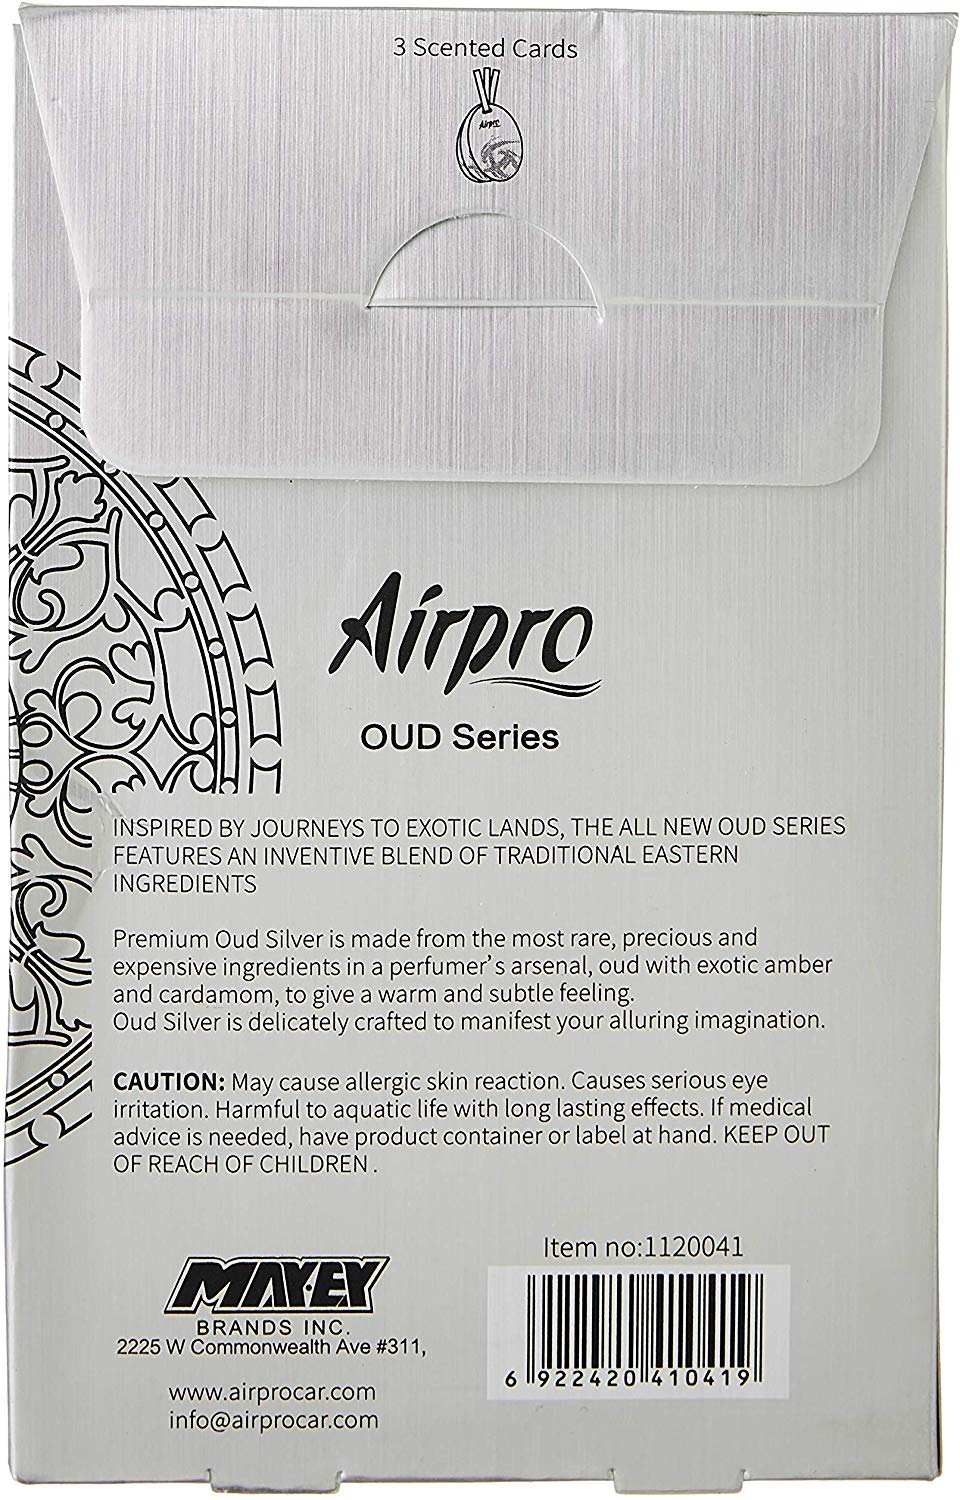 3 Scented Cards
Airpro
Airpro
OUD Series
INSPIRED BY JOURNEYS TO EXOTIC LANDS, THE ALL NEW OUD SERIES
FEATURES AN INVENTIVE BLEND OF TRADITIONAL EASTERN
INGREDIENTS
Premium Oud Silver is made from the most rare, precious and
expensive ingredients in a perfumer's arsenal, oud with exotic amber
and cardamom, to give a warm and subtle feeling.
Oud Silver is delicately crafted to manifest your alluring imagination.
CAUTION: May cause allergic skin reaction. Causes serious eye
irritation. Harmful to aquatic life with long lasting effects. If medical
advice is needed, have product container or label at hand. KEEP OUT
OF REACH OF CHILDREN .
MAY·EY
BRANDS INC.
2225 W Commonwealth Ave #311,
www.airprocar.com
info@airprocar.com
Item no:1120041
6 922420 410419